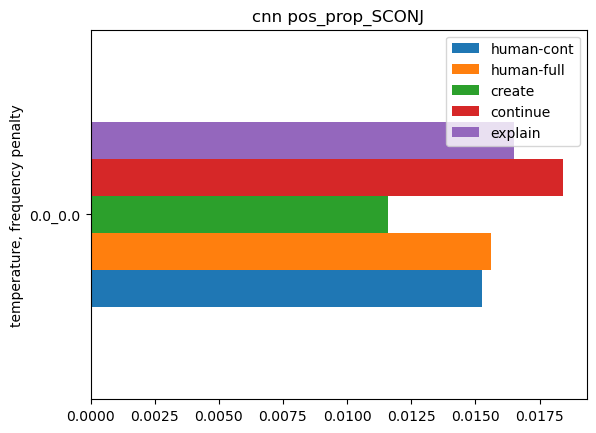 cnn pos_prop_SCONJ
human-cont
human-full
create
continue
explain
temperature, frequency penalty
0.0_0.0
0.0000 0.0025 0.0050 0.0075 0.0100 0.0125 0.0150 0.0175